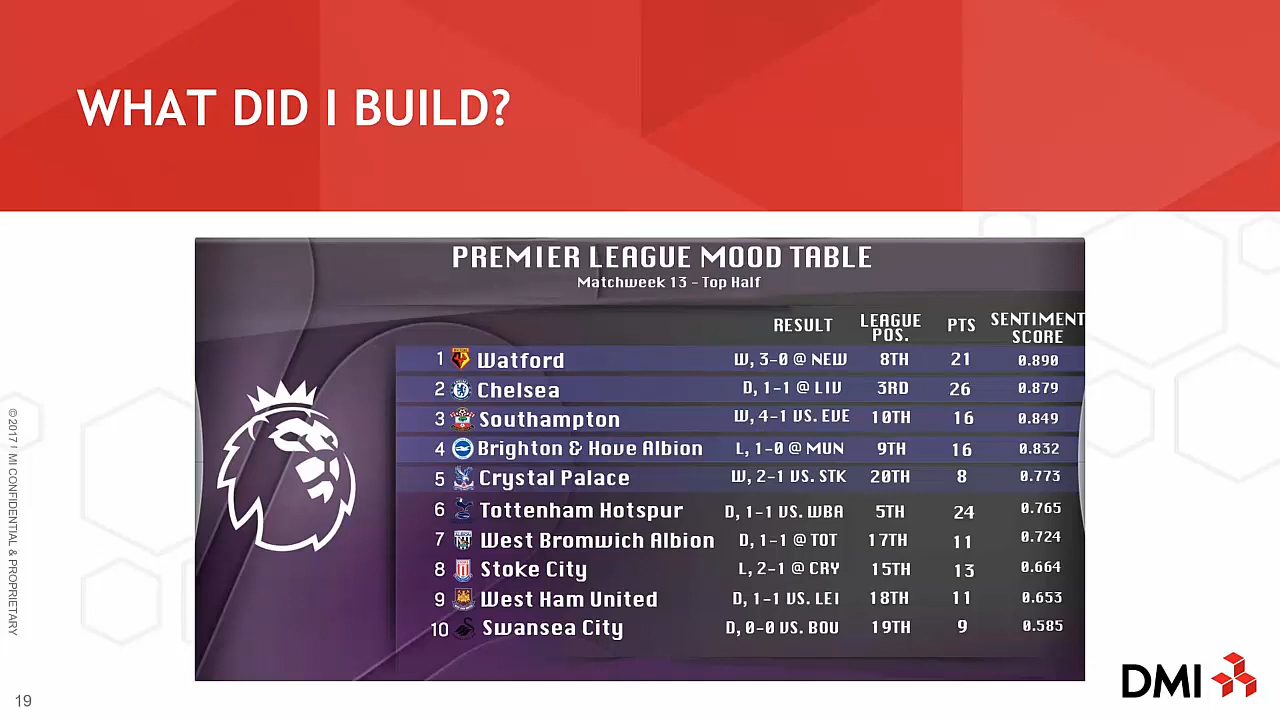 WHAT DID I BUILD?
PREMIER LEAGUE MOOD TABLE
Matchweek 13 - Top Half
RESULT LEAGUE POS. PTS SENTIMENT SCORE
1 Watford W, 3-0 @ NEW 8TH 21 0.890
2 Chelsea D, 1-1 @ LIV 3RD 26 0.879
3 Southampton W, 4-1 VS. EVE 10TH 16 0.849
4 Brighton & Hove Albion L, 1-0 @ MUN 9TH 16 0.832
5 Crystal Palace W, 2-1 VS. STK 20TH 8 0.773
6 Tottenham Hotspur D, 1-1 VS. WBA 5TH 24 0.765
7 West Bromwich Albion D, 1-1 @ TOT 17TH 11 0.724
8 Stoke City L, 2-1 @ CRY 15TH 13 0.664
9 West Ham United D, 1-1 VS. LEI 18TH 11 0.653
10 Swansea City D, 0-0 VS. BOU 19TH 9 0.585
© 2017 / MI CONFIDENTIAL & PROPRIETARY
19
DMI